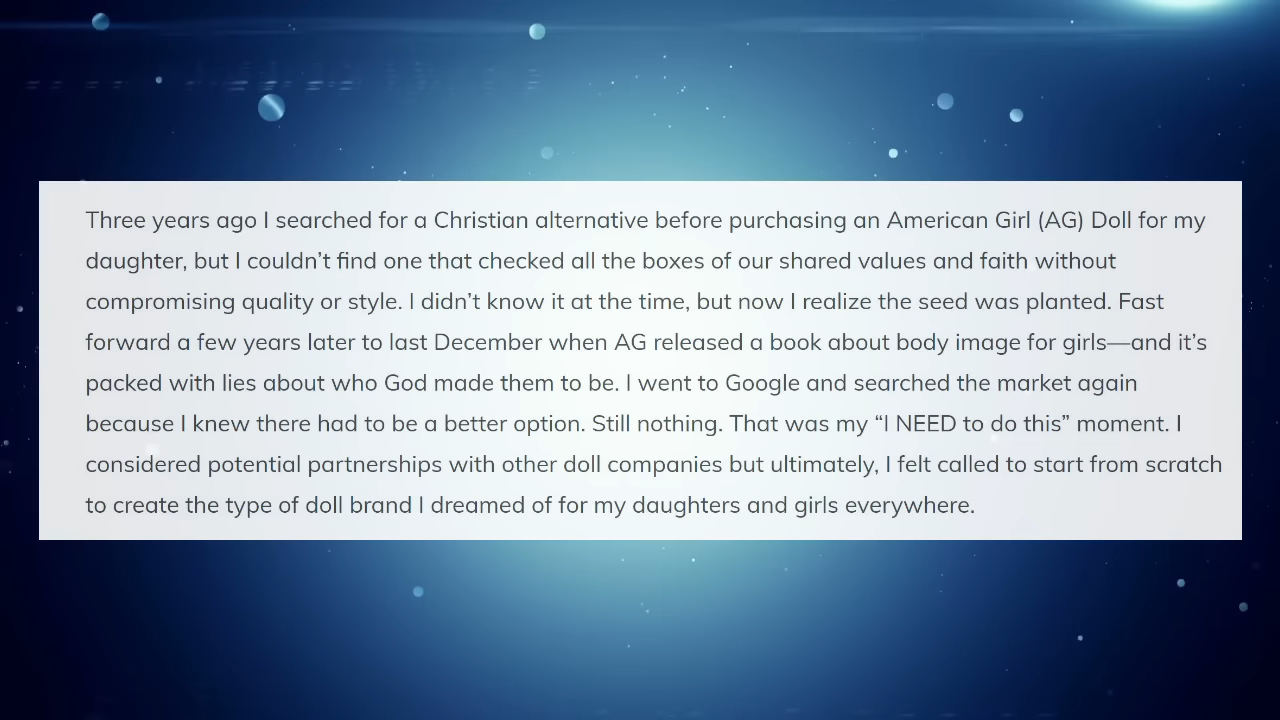 Three years ago I searched for a Christian alternative before purchasing an American Girl (AG) Doll for my
daughter, but I couldn’t find one that checked all the boxes of our shared values and faith without
compromising quality or style. I didn’t know it at the time, but now I realize the seed was planted. Fast
forward a few years later to last December when AG released a book about body image for girls—and it’s
packed with lies about who God made them to be. I went to Google and searched the market again
because I knew there had to be a better option. Still nothing. That was my “I NEED to do this” moment. I
considered potential partnerships with other doll companies but ultimately, I felt called to start from scratch
to create the type of doll brand I dreamed of for my daughters and girls everywhere.